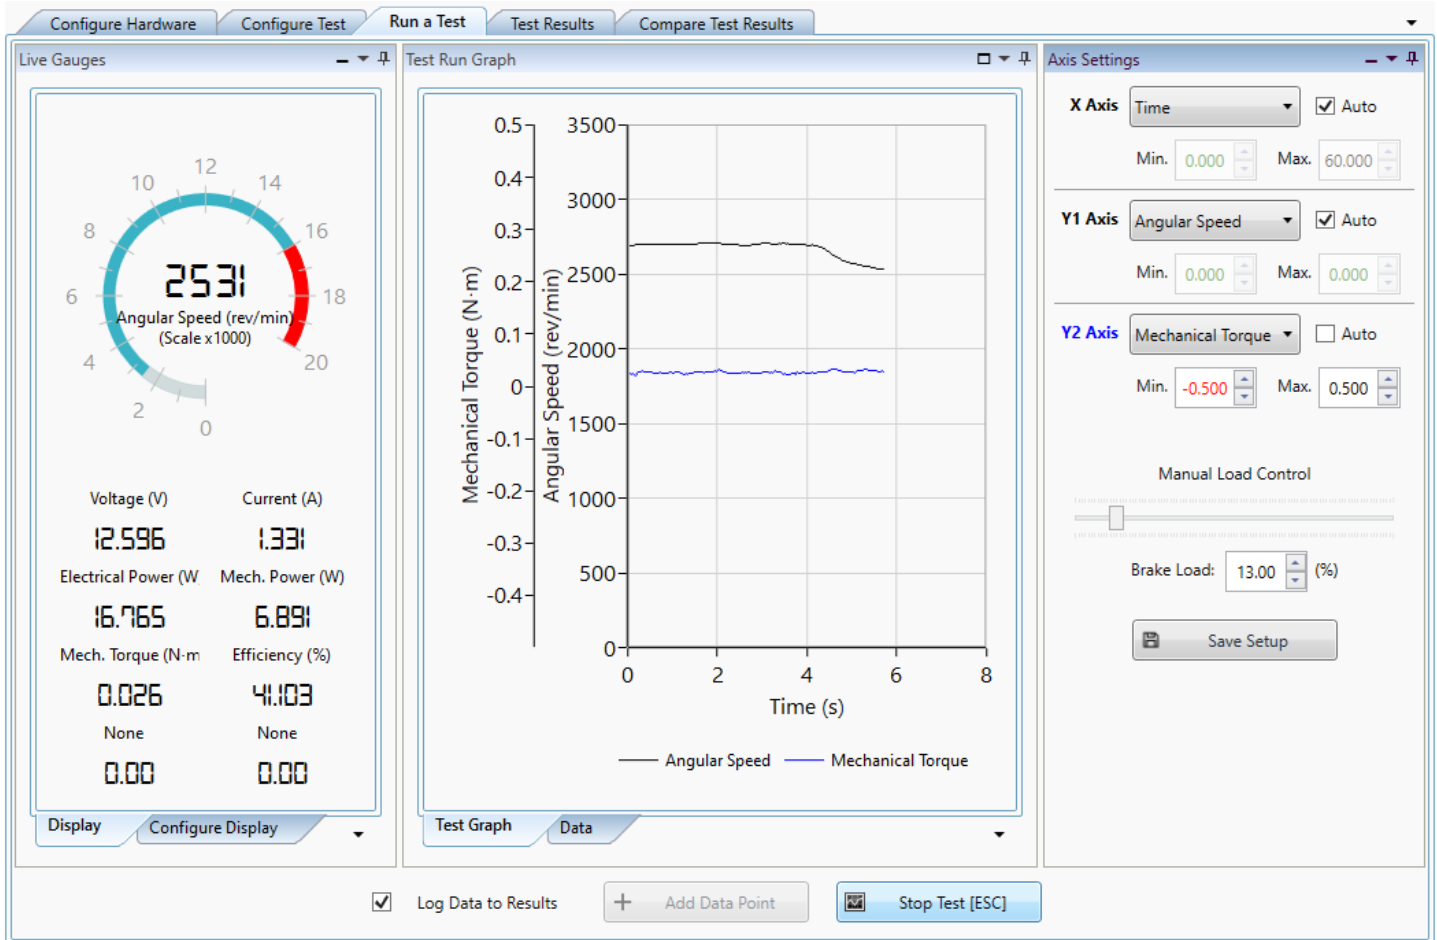 Configure Hardware
Configure Test
Run a Test
Test Results
Compare Test Results
Live Gauges
0
2
4
6
8
10
12
14
16
18
20
2531
Angular Speed (rev/min)
(Scale x1000)
Voltage (V)
Current (A)
12.596
1.331
Electrical Power (W
Mech. Power (W)
16.765
6.891
Mech. Torque (N·m
Efficiency (%)
0.026
41.103
None
None
0.00
0.00
Display
Configure Display
Test Run Graph
Mechanical Torque (N·m)
0.5
0.4
0.3
0.2
0.1
0
-0.1
-0.2
-0.3
-0.4
Angular Speed (rev/min)
3500
3000
2500
2000
1500
1000
500
0
0
2
4
6
8
Time (s)
Angular Speed
Mechanical Torque
Test Graph
Data
Axis Settings
X Axis
Time
Auto
Min.
0.000
Max.
60.000
Y1 Axis
Angular Speed
Auto
Min.
0.000
Max.
0.000
Y2 Axis
Mechanical Torque
Auto
Min.
-0.500
Max.
0.500
Manual Load Control
Brake Load:
13.00
(%)
Save Setup
Log Data to Results
Add Data Point
Stop Test [ESC]